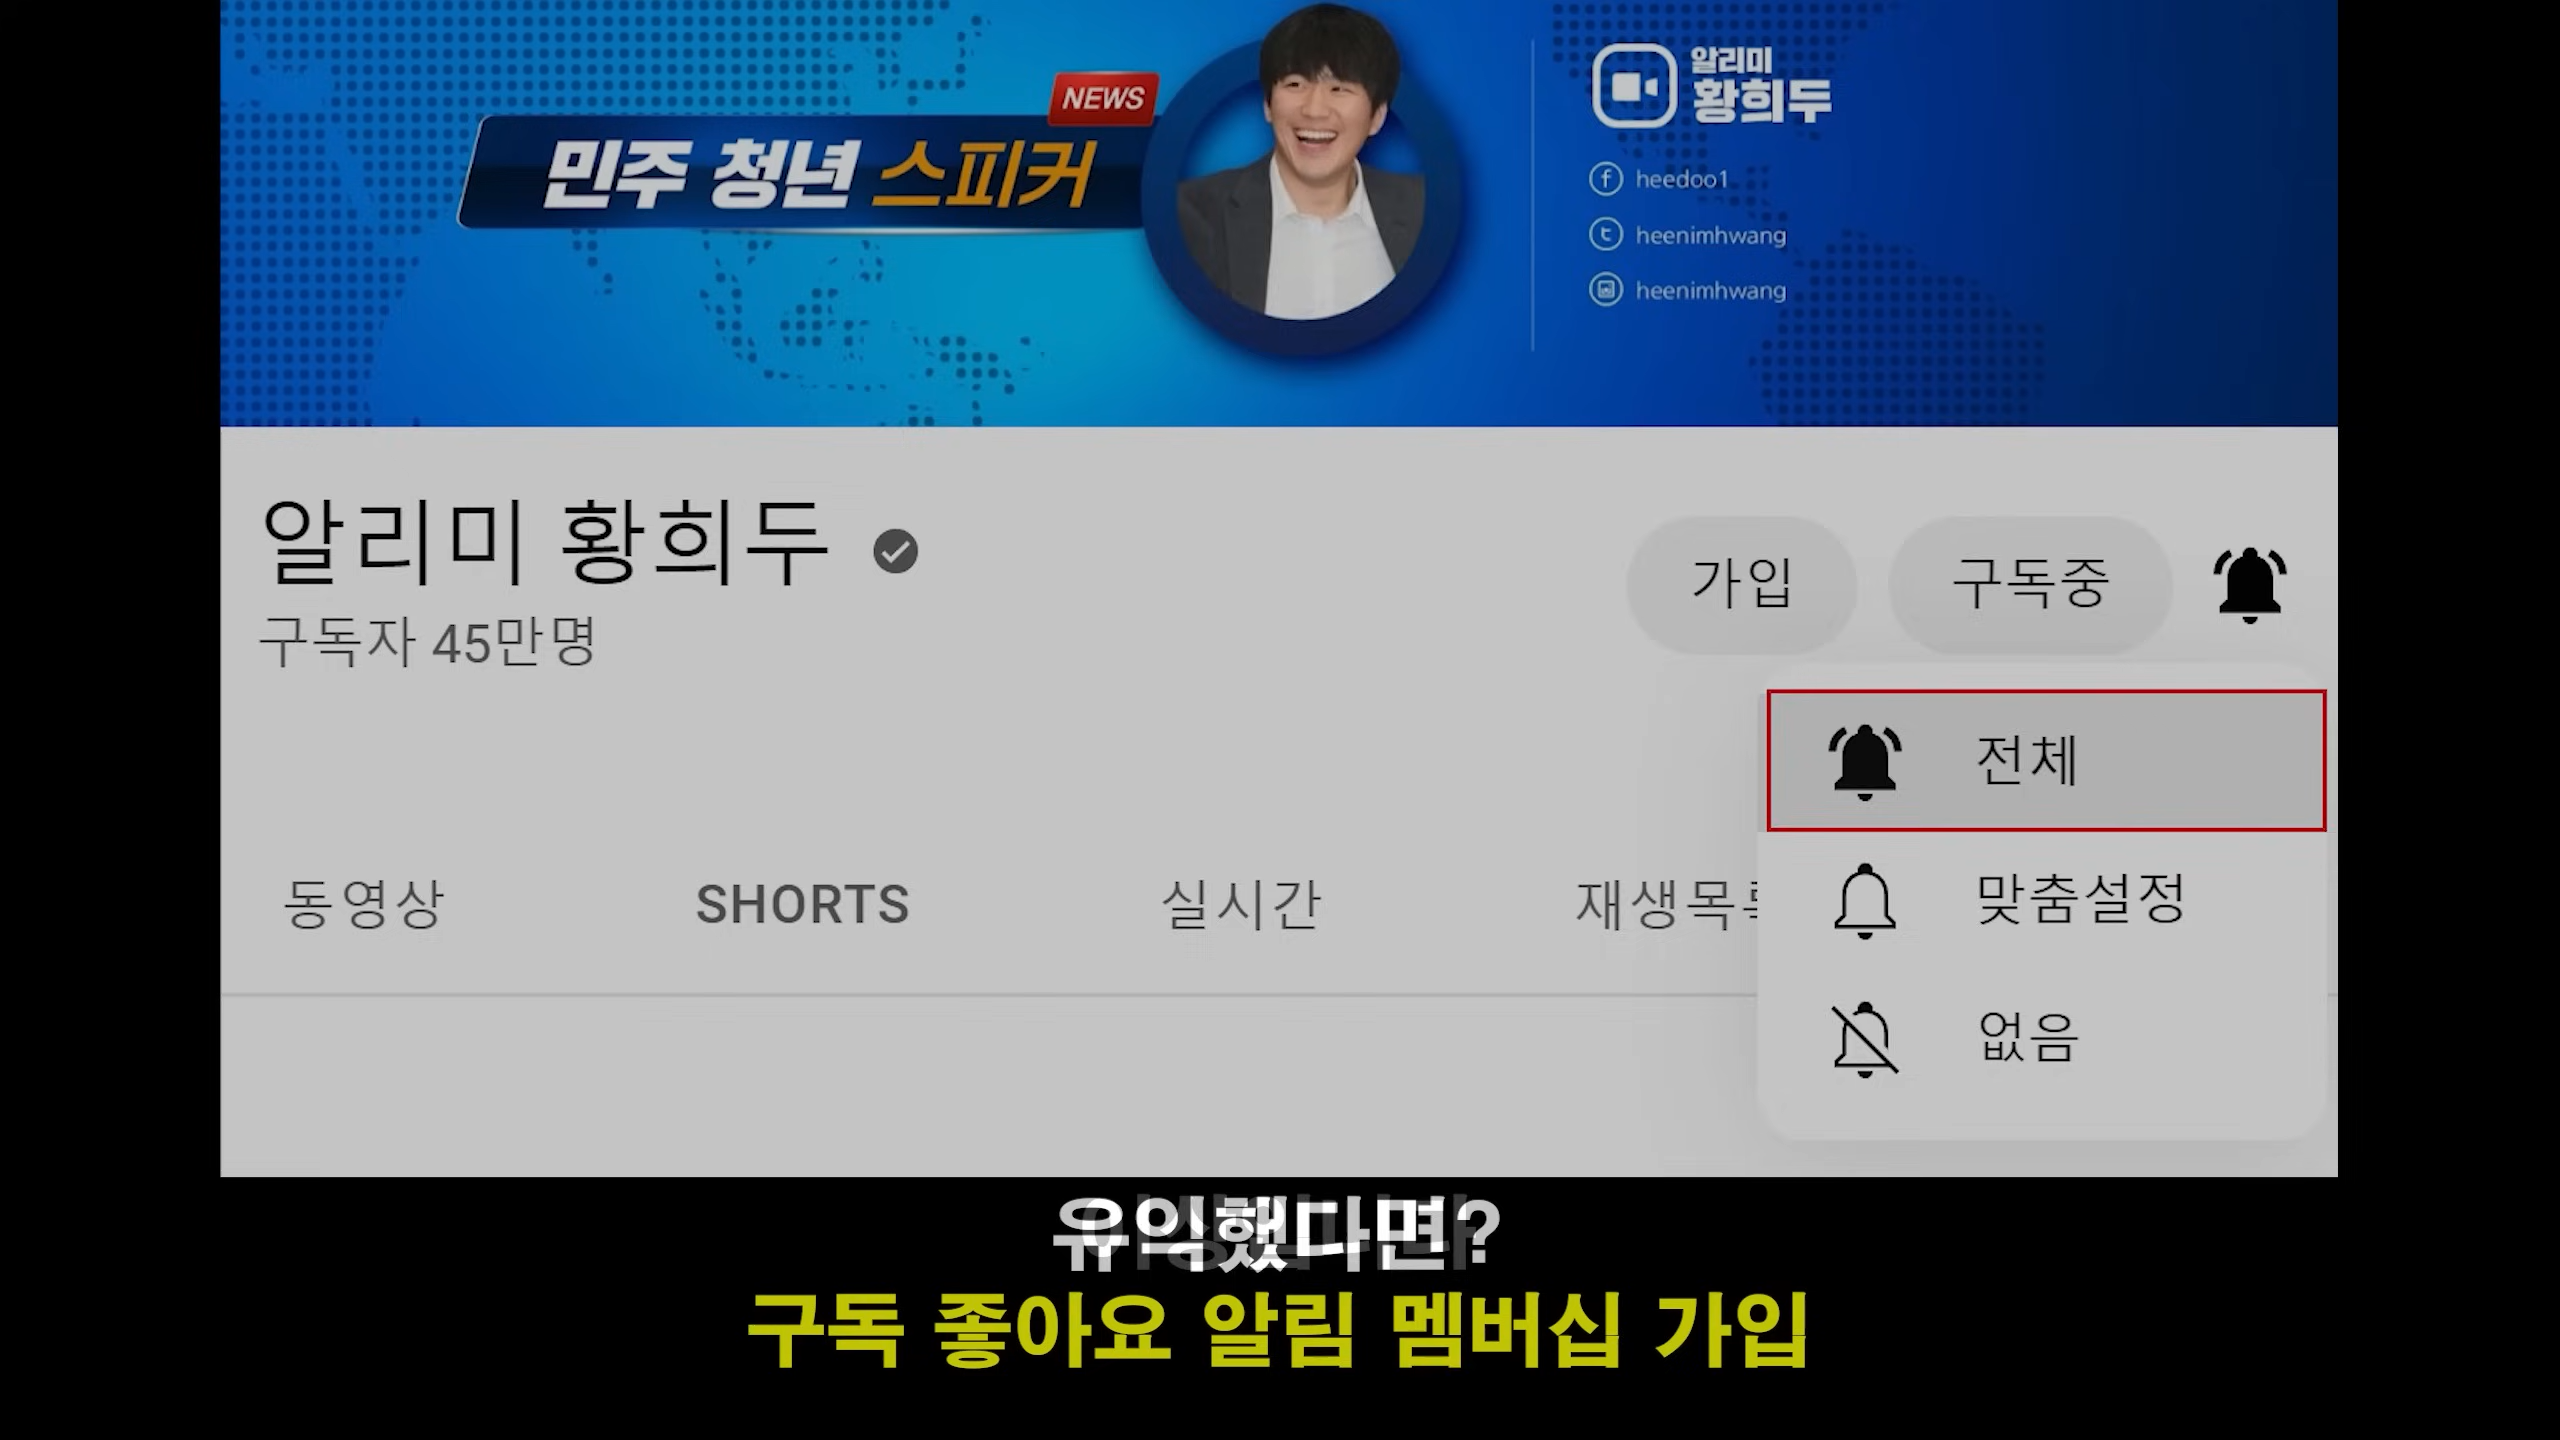 NEWS
민주 청년 스피커
알리미
황희두
heedoo1
heenimhwang
heenimhwang
알리미 황희두
구독자 45만명
가입
구독중
전체
맞춤설정
없음
동영상
SHORTS
실시간
재생목
유익했다면?
구독 좋아요 알림 멤버십 가입